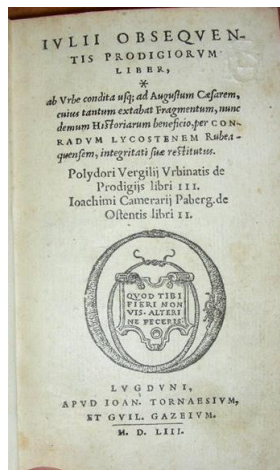 IVLII OBSEQVEN-
TIS PRODIGIORVM
LIBER,
*
ab Vrbe condita usq; ad Augustum Cæsarem,
cuius tantum extabat Fragmentum, nunc
demum Historiarum beneficio, per CON-
RADVM LYCOSTENEM Rubea-
quensem, integritati suæ restitutus.
Polydori Vergilij Vrbinatis de
Prodigijs libri III.
Ioachimi Camerarij Paberg. de
Ostentis libri II.
QVOD TIBI
FIERI NON
VIS. ALTERI
NE FECERIS
LVGDVNI,
APVD IOAN. TORNAESIVM,
ET GVIL. GAZEIVM.
M. D. LIII.